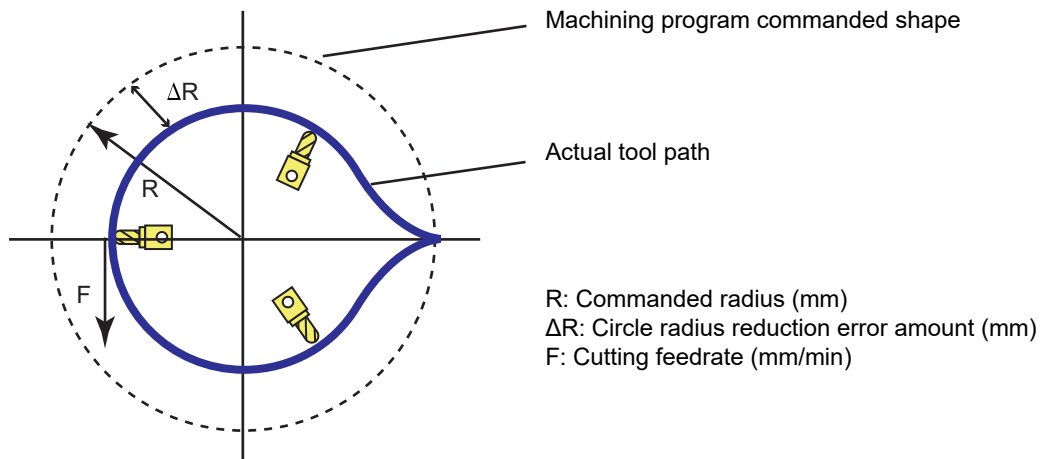 Machining program commanded shape
ΔR
Actual tool path
R
F
R: Commanded radius (mm)
ΔR: Circle radius reduction error amount (mm)
F: Cutting feedrate (mm/min)